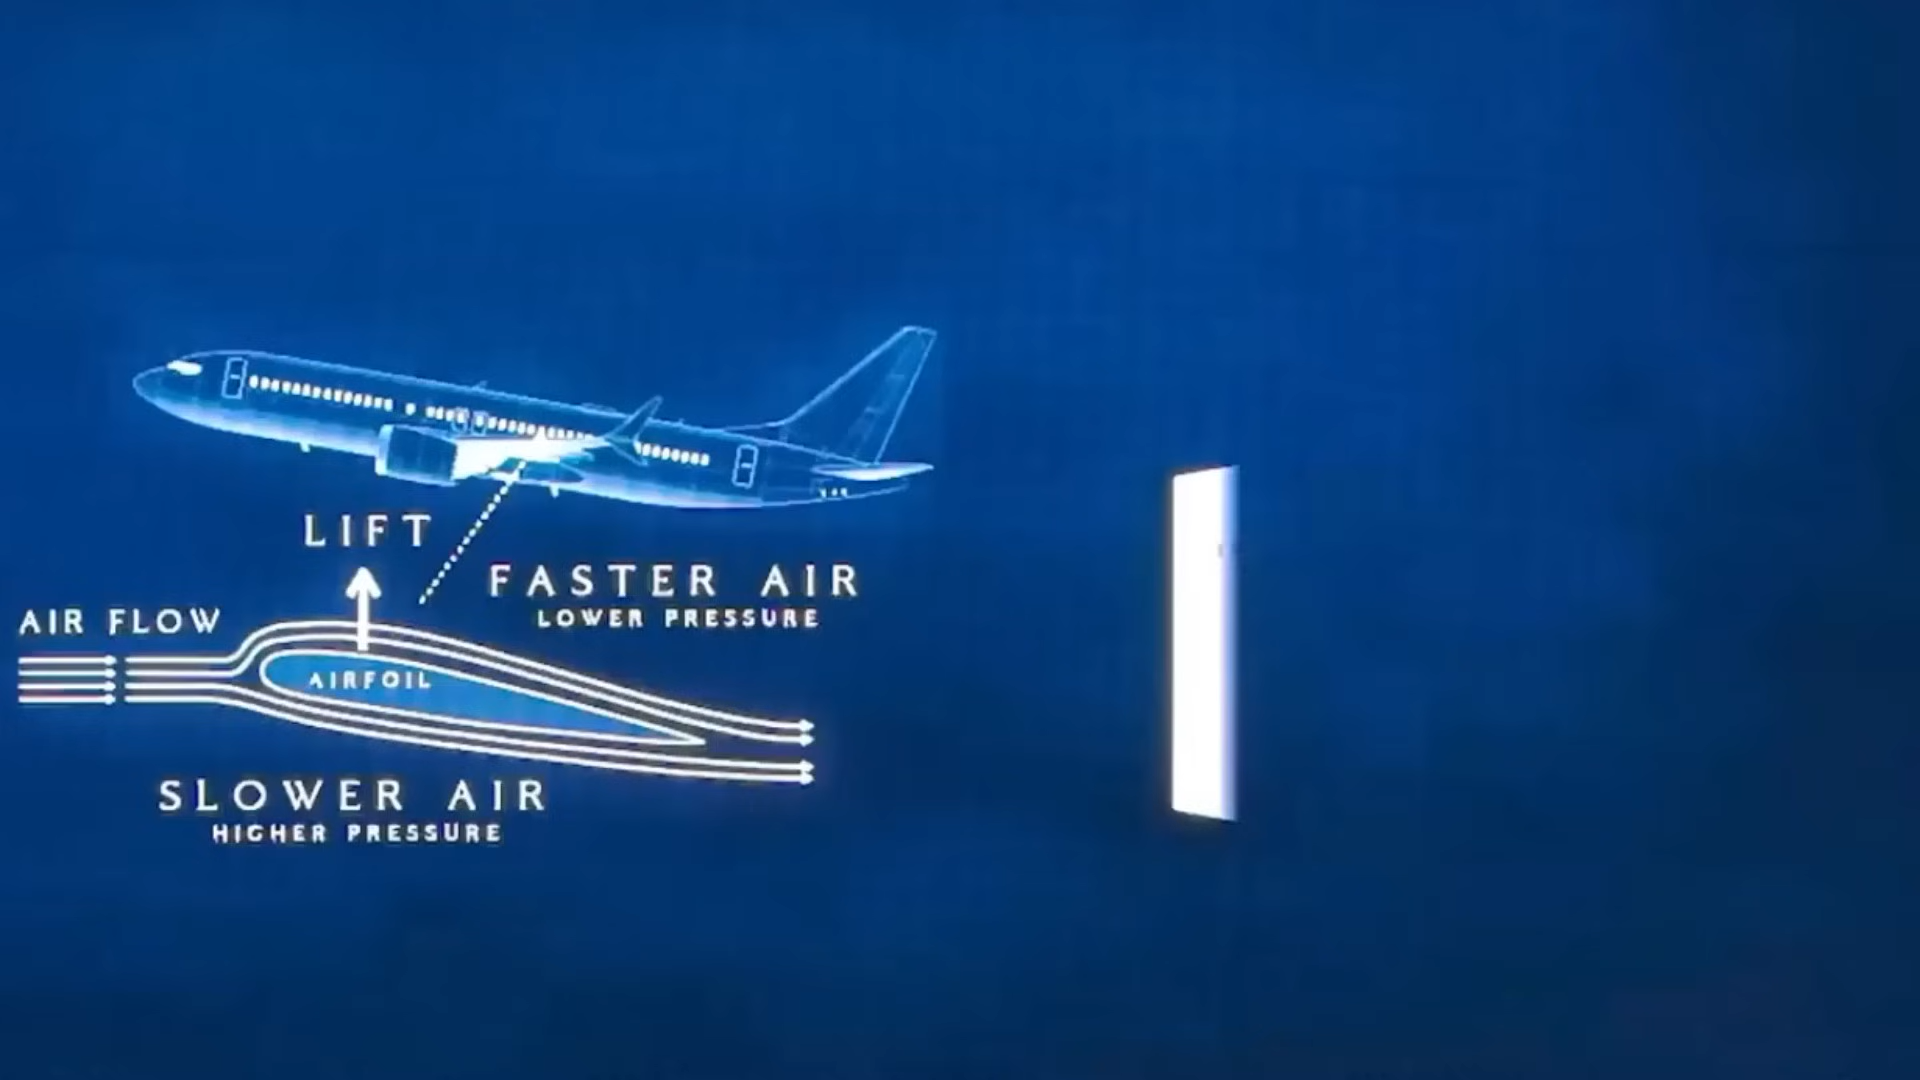 LIFT
FASTER AIR
LOWER PRESSURE
AIR FLOW
AIRFOIL
SLOWER AIR
HIGHER PRESSURE